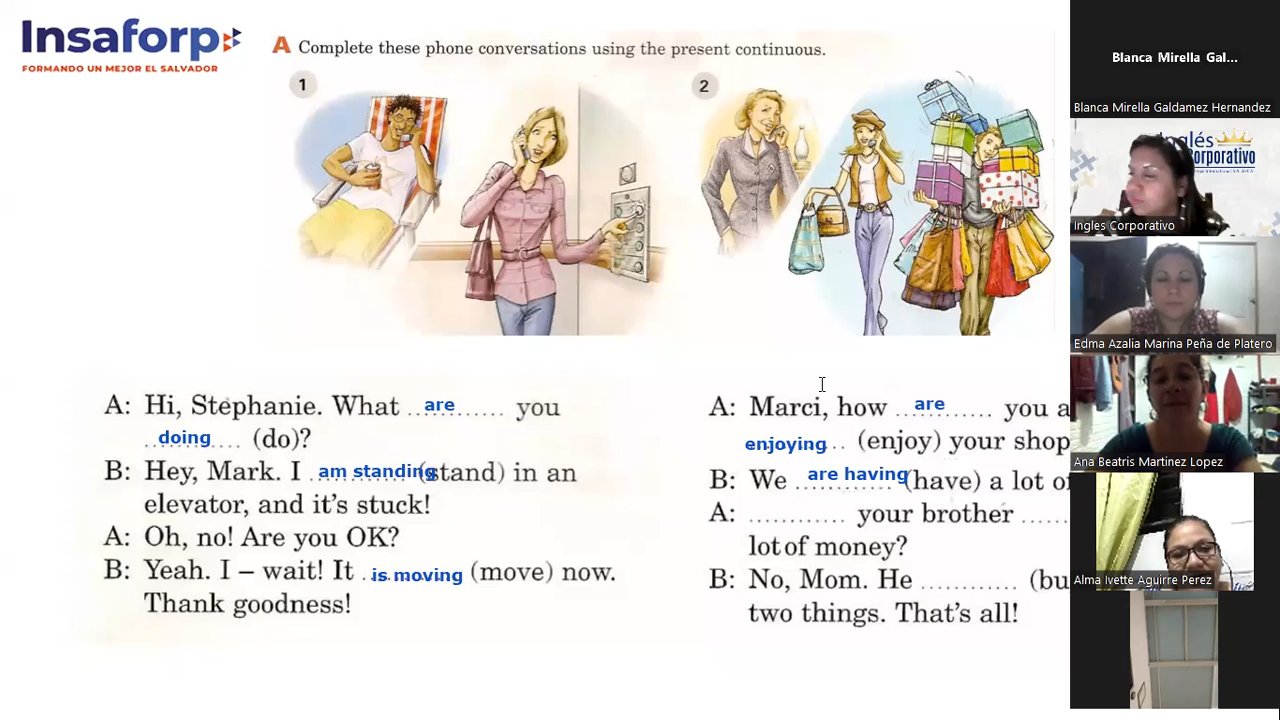 Insaforp
FORMANDO UN MEJOR EL SALVADOR
A Complete these phone conversations using the present continuous.
1
2
A: Hi, Stephanie. What are you
doing (do)?
B: Hey, Mark. I am standing (stand) in an
elevator, and it's stuck!
A: Oh, no! Are you OK?
B: Yeah. I – wait! It is moving (move) now.
Thank goodness!
A: Marci, how are you a
enjoying (enjoy) your shop
B: We are having (have) a lot o
A: ............ your brother ......
lot of money?
B: No, Mom. He ............ (bu
two things. That's all!
Blanca Mirella Gal...
Blanca Mirella Galdamez Hernandez
Inglés
Corporativo
Ingles Corporativo
Edma Azalia Marina Peña de Platero
Ana Beatris Martinez Lopez
Alma Ivette Aguirre Perez